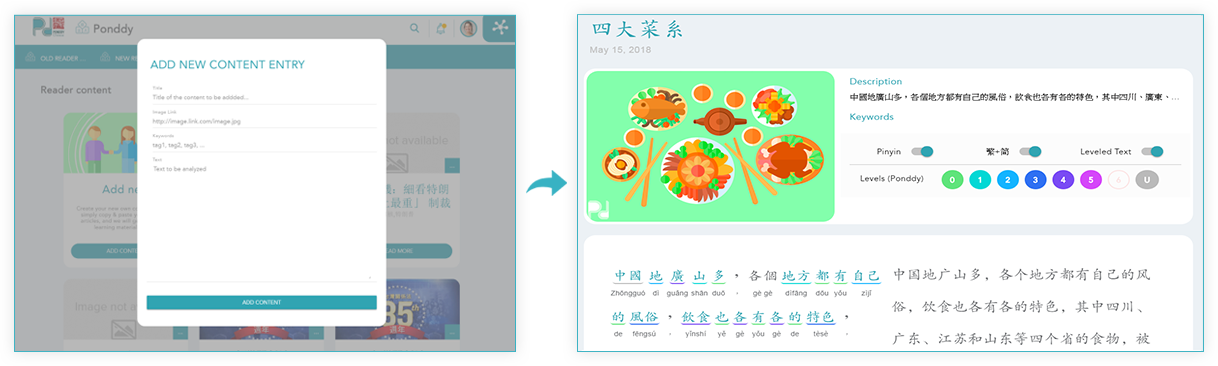 Pd
Ponddy
OLD READER ...
NEW RE
Reader content
ADD NEW CONTENT ENTRY
Title
Title of the content to be addded...
Image Link
http://image.link.com/image.jpg
Keywords
tag1, tag2, tag3, ...
Text
Text to be analyzed
ADD CONTENT
not available
Add ne
Create your new own c
simply copy & paste y
articles, and we will g
learning materia
ADD CONTE
：細看特朗
最重」制裁
AD MORE
Image not a
週年
35th
週年
四大菜系
May 15, 2018
Pd
Description
中國地廣山多，各個地方都有自己的風俗，飲食也各有各的特色，其中四川、廣東、...
Keywords
Pinyin
繁+简
Leveled Text
Levels (Ponddy)
0 1 2 3 4 5 6 U
中國地廣山多，各個地方都有自己
Zhōngguó dì guǎng shān duō , gè gè dìfāng dōu yǒu zìjǐ
的風俗，飲食也各有各的特色，
de fēngsú , yǐnshí yě gè yǒu gè de tèsè ,
中国地广山多，各个地方都有自己的风
俗，饮食也各有各的特色，其中四川、
广东、江苏和山东等四个省的食物，被